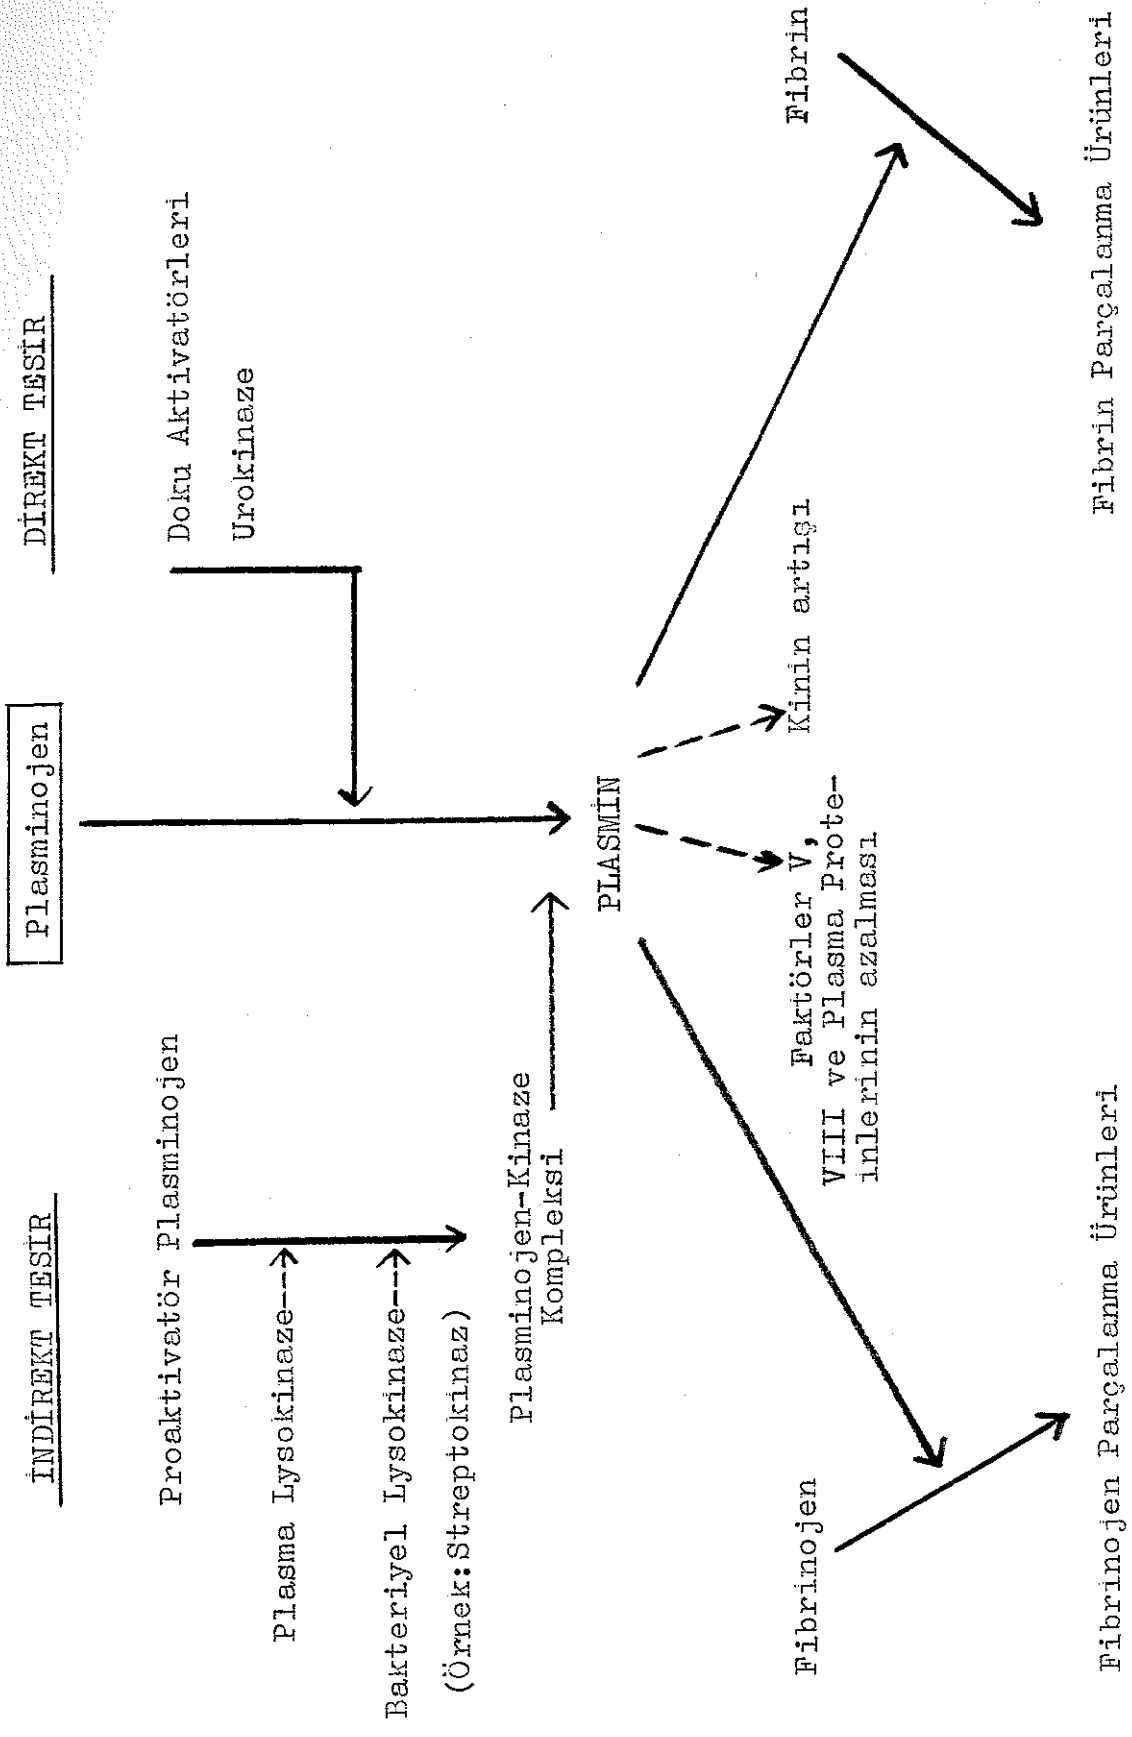 İNDİREKT TESİR
Plasminojen
DİREKT TESİR
Proaktivatör Plasminojen
Doku Aktivatörleri
Urokinaze
Plasma Lysokinaze
Bakteriyel Lysokinaze
(Örnek:Streptokinaz)
Plasminojen-Kinaze
Kompleksi
PLASMİN
Fibrinojen
Faktörler V,
VIII ve Plasma Prote-
inlerinin azalması
Kinin artışı
Fibrin
Fibrinojen Parçalanma Ürünleri
Fibrin Parçalanma Ürünleri